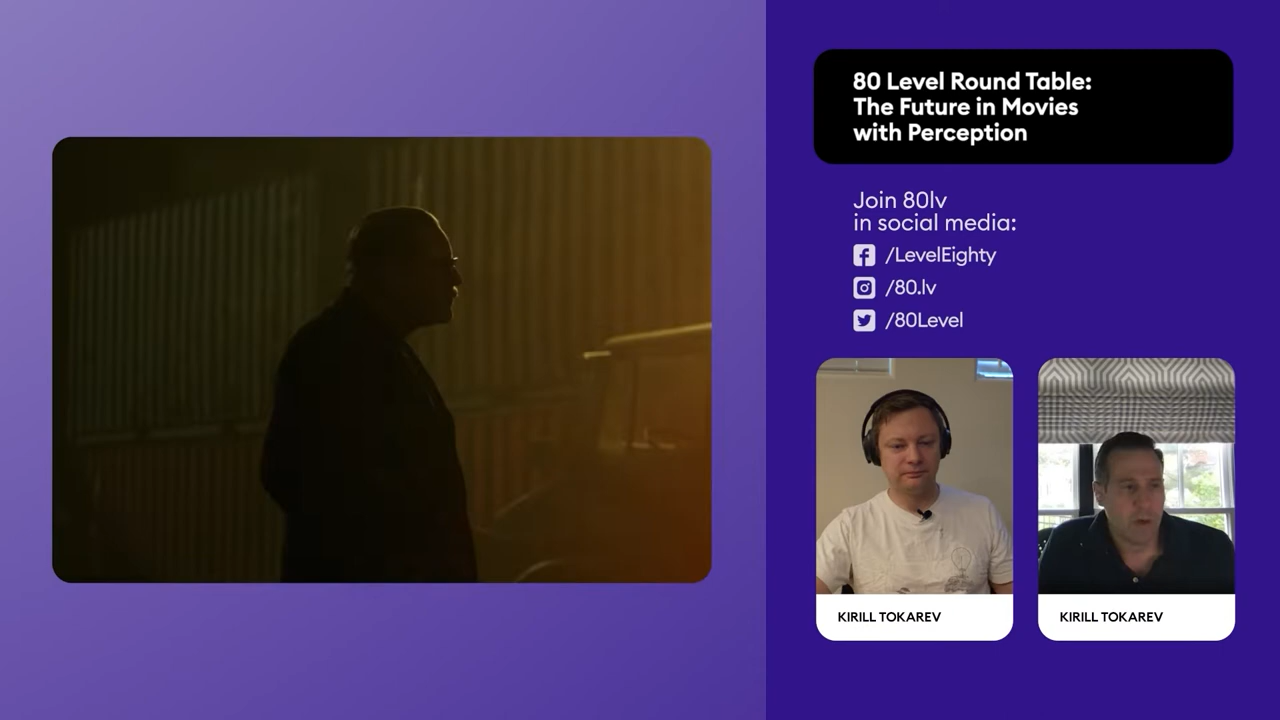 80 Level Round Table:
The Future in Movies
with Perception
Join 80lv
in social media:
/LevelEighty
/80.lv
/80Level
KIRILL TOKAREV
KIRILL TOKAREV